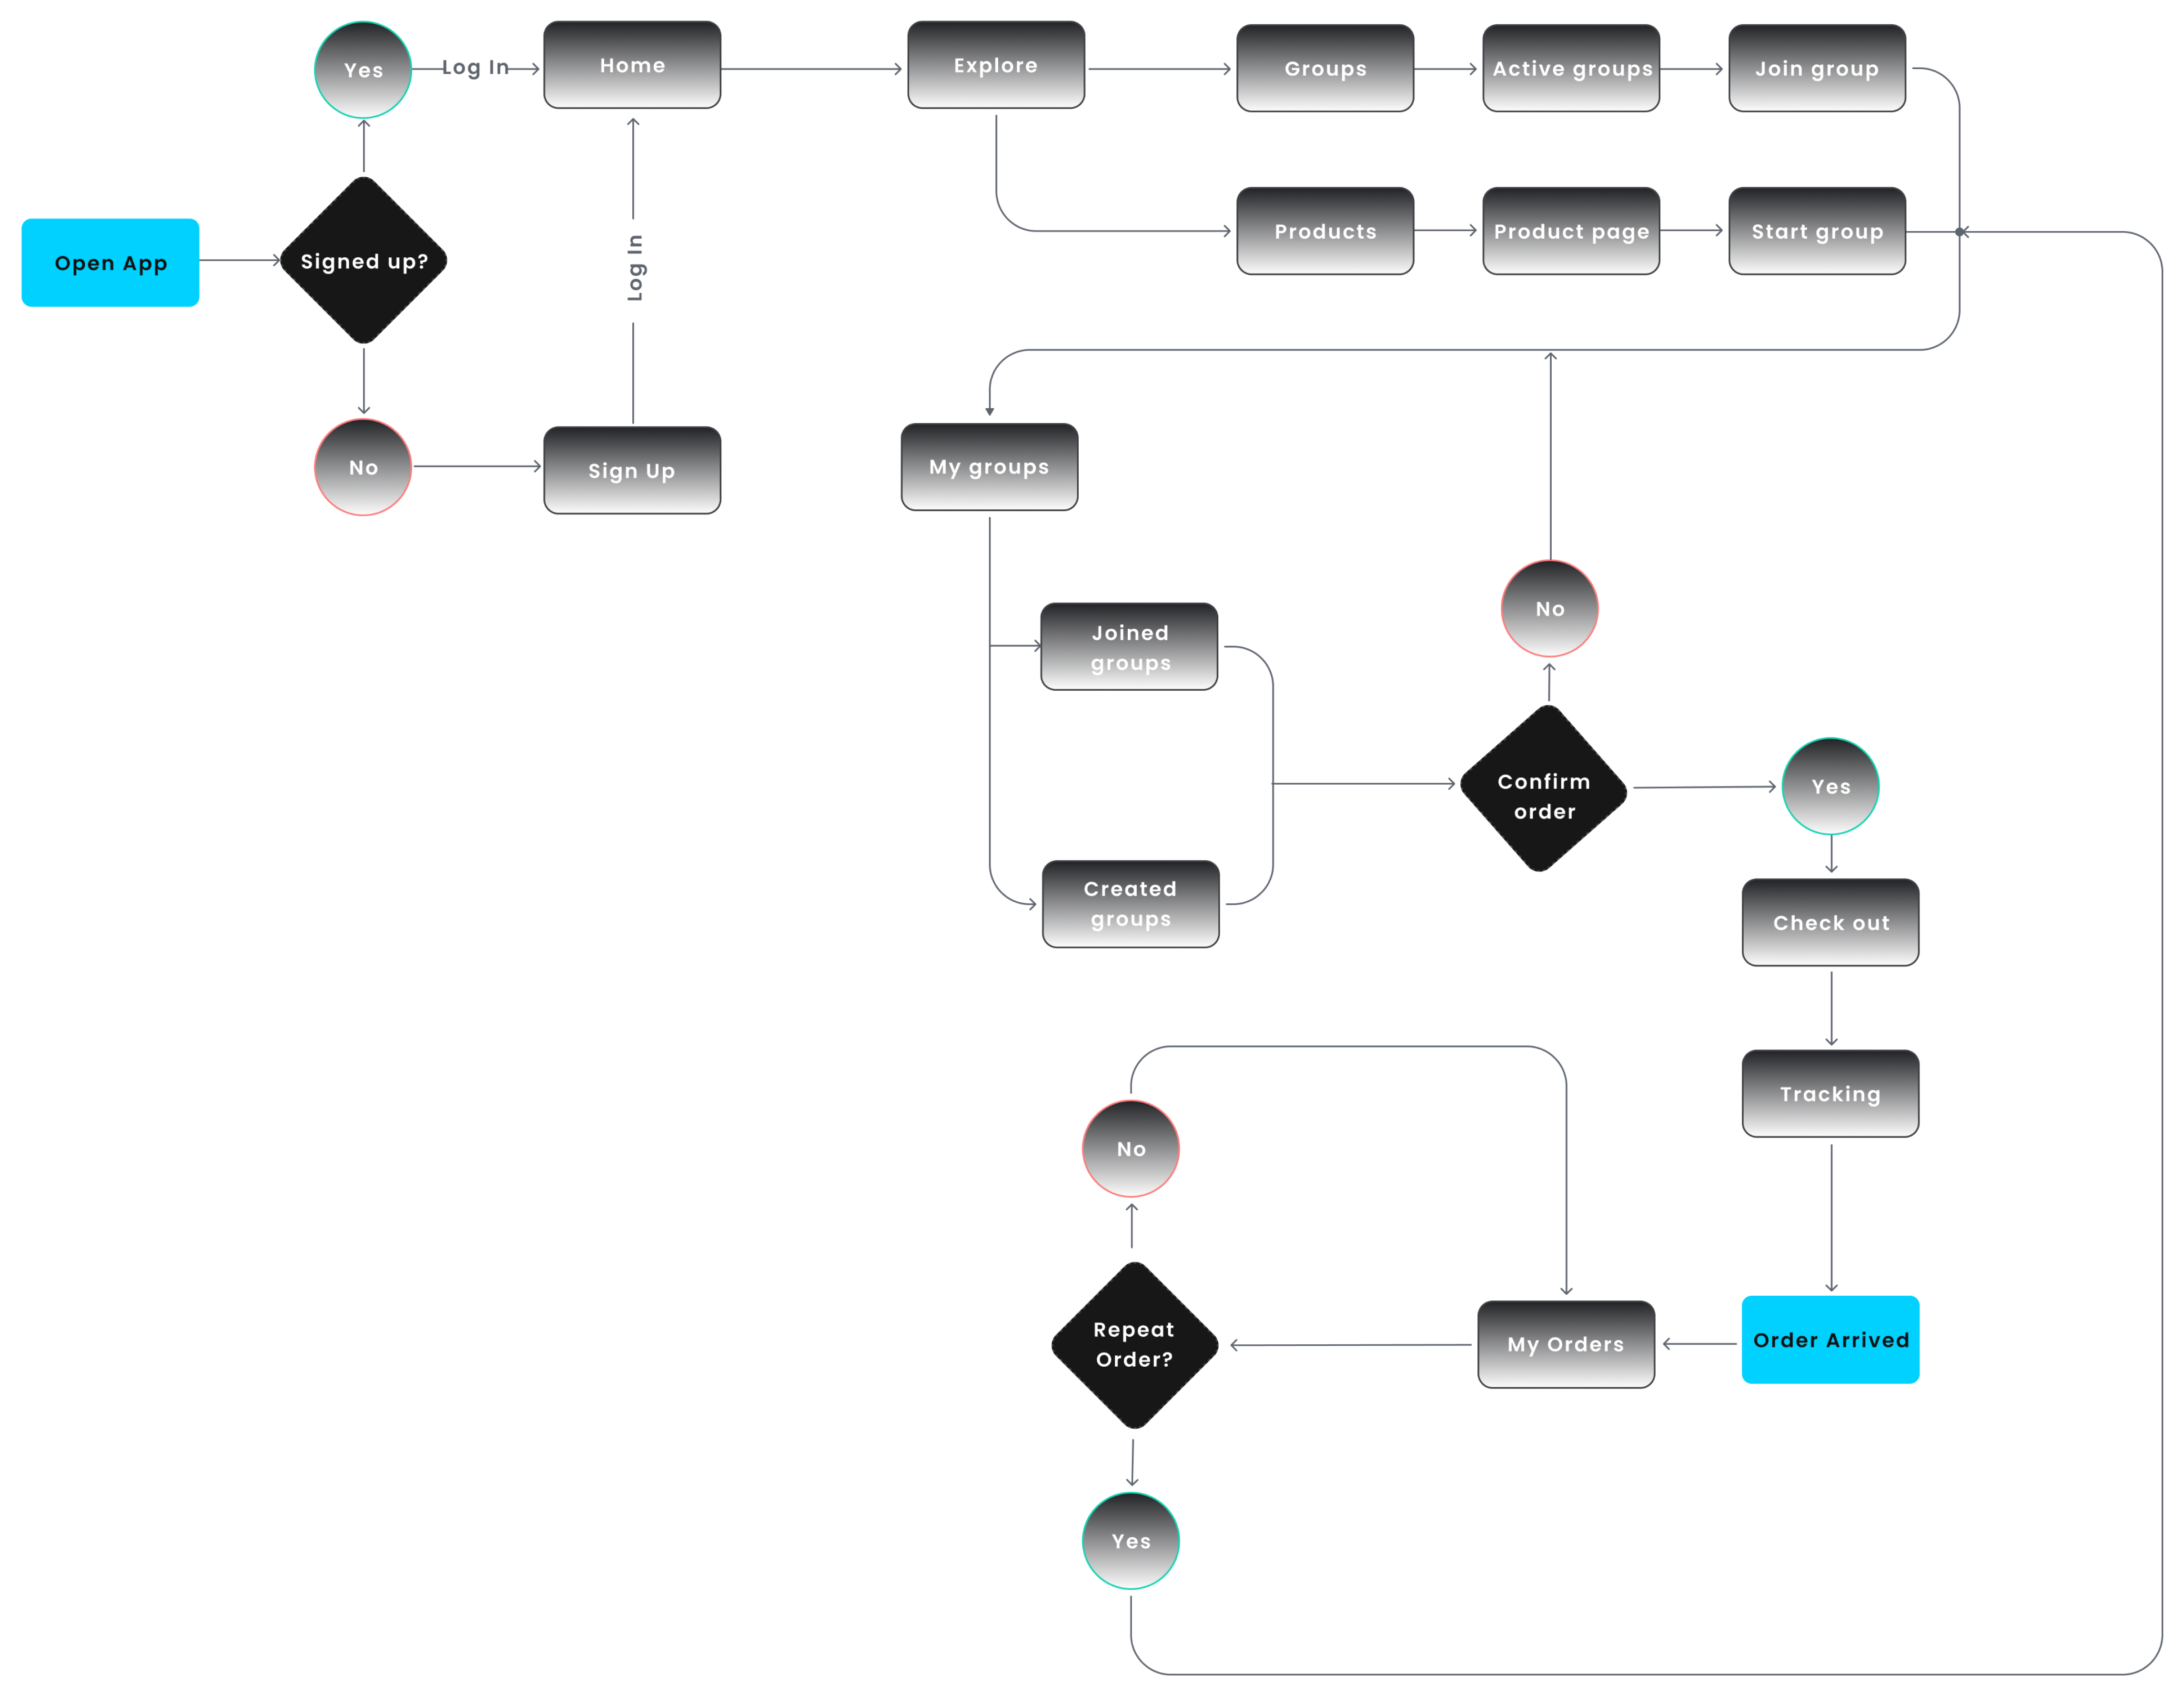 Yes
Log In
Home
Explore
Groups
Active groups
Join group
Open App
Signed up?
Log In
Products
Product page
Start group
No
Sign Up
My groups
Joined
groups
No
Confirm
order
Yes
Created
groups
Check out
Tracking
No
Repeat
Order?
My Orders
Order Arrived
Yes